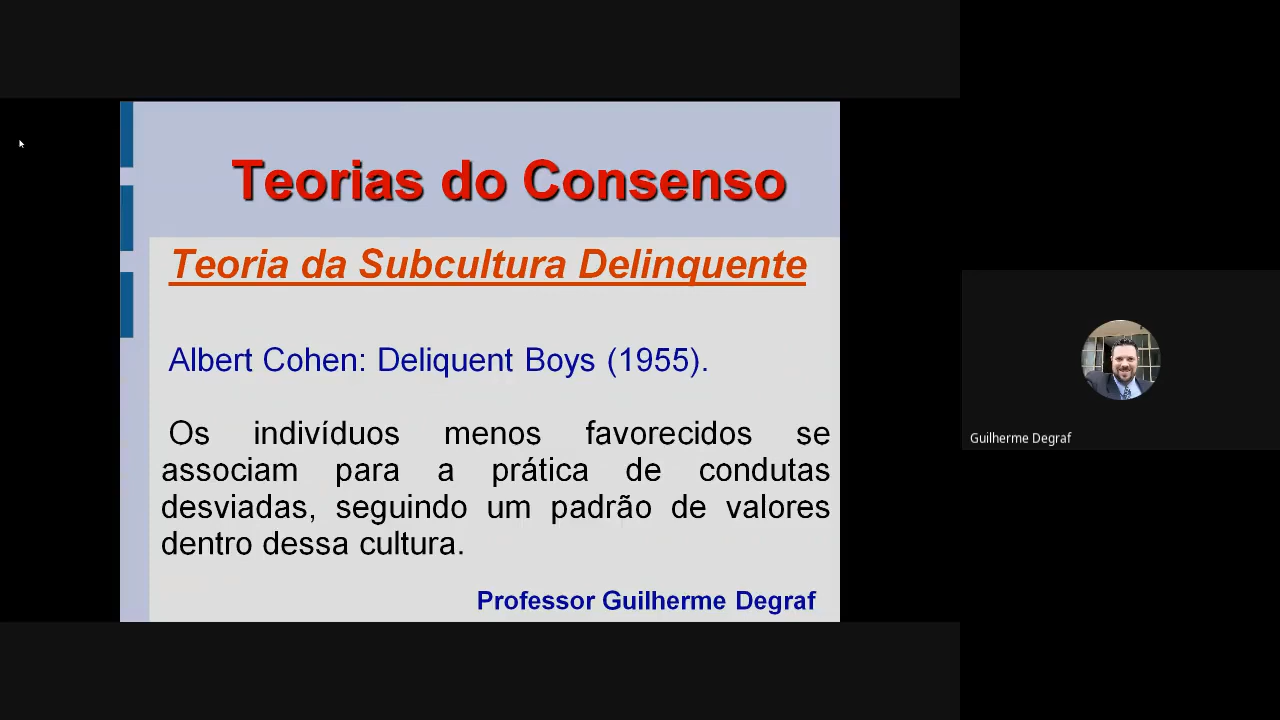 Teorias do Consenso
Teoria da Subcultura Delinquente
Albert Cohen: Deliquent Boys (1955).
Os indivíduos menos favorecidos se
associam para a prática de condutas
desviadas, seguindo um padrão de valores
dentro dessa cultura.
Professor Guilherme Degraf
Guilherme Degraf